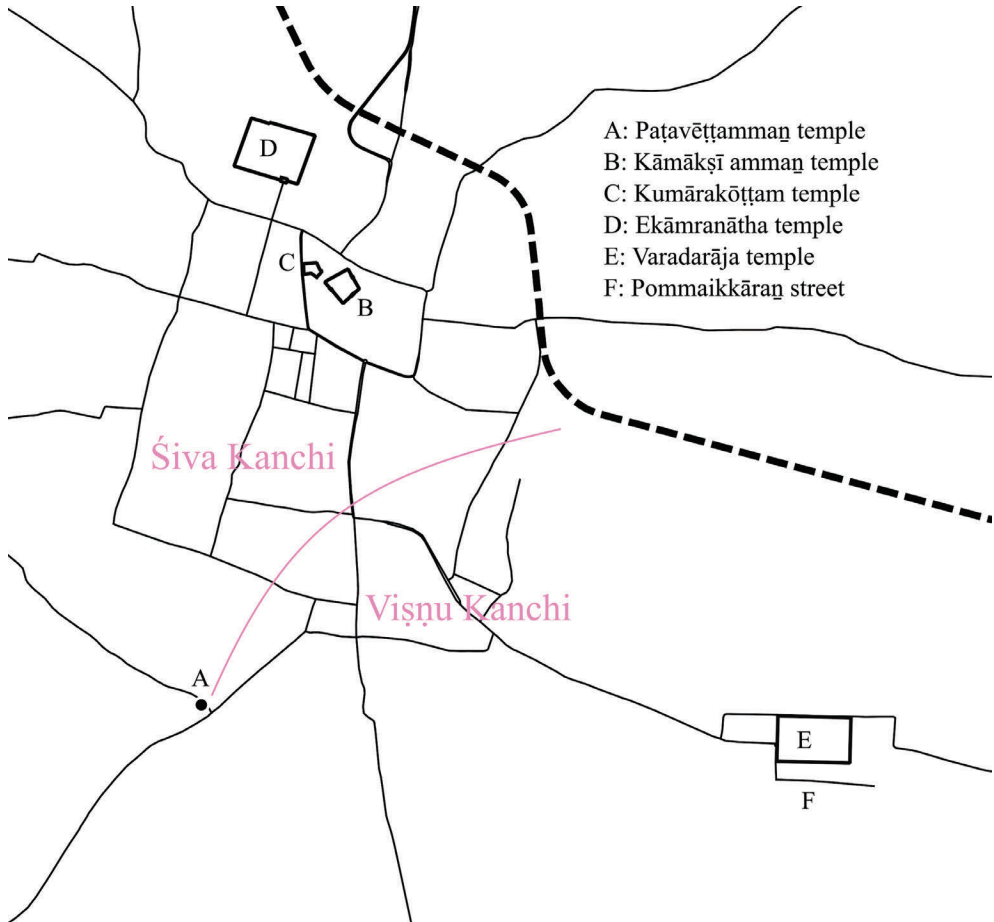 D
A: Paṭavēṭṭammaṉ temple
B: Kāmākṣī ammaṉ temple
C: Kumārakōṭṭam temple
D: Ekāmranātha temple
E: Varadarāja temple
F: Pommaikkāraṉ street
C
B
Śiva Kanchi
Viṣṇu Kanchi
A
E
F